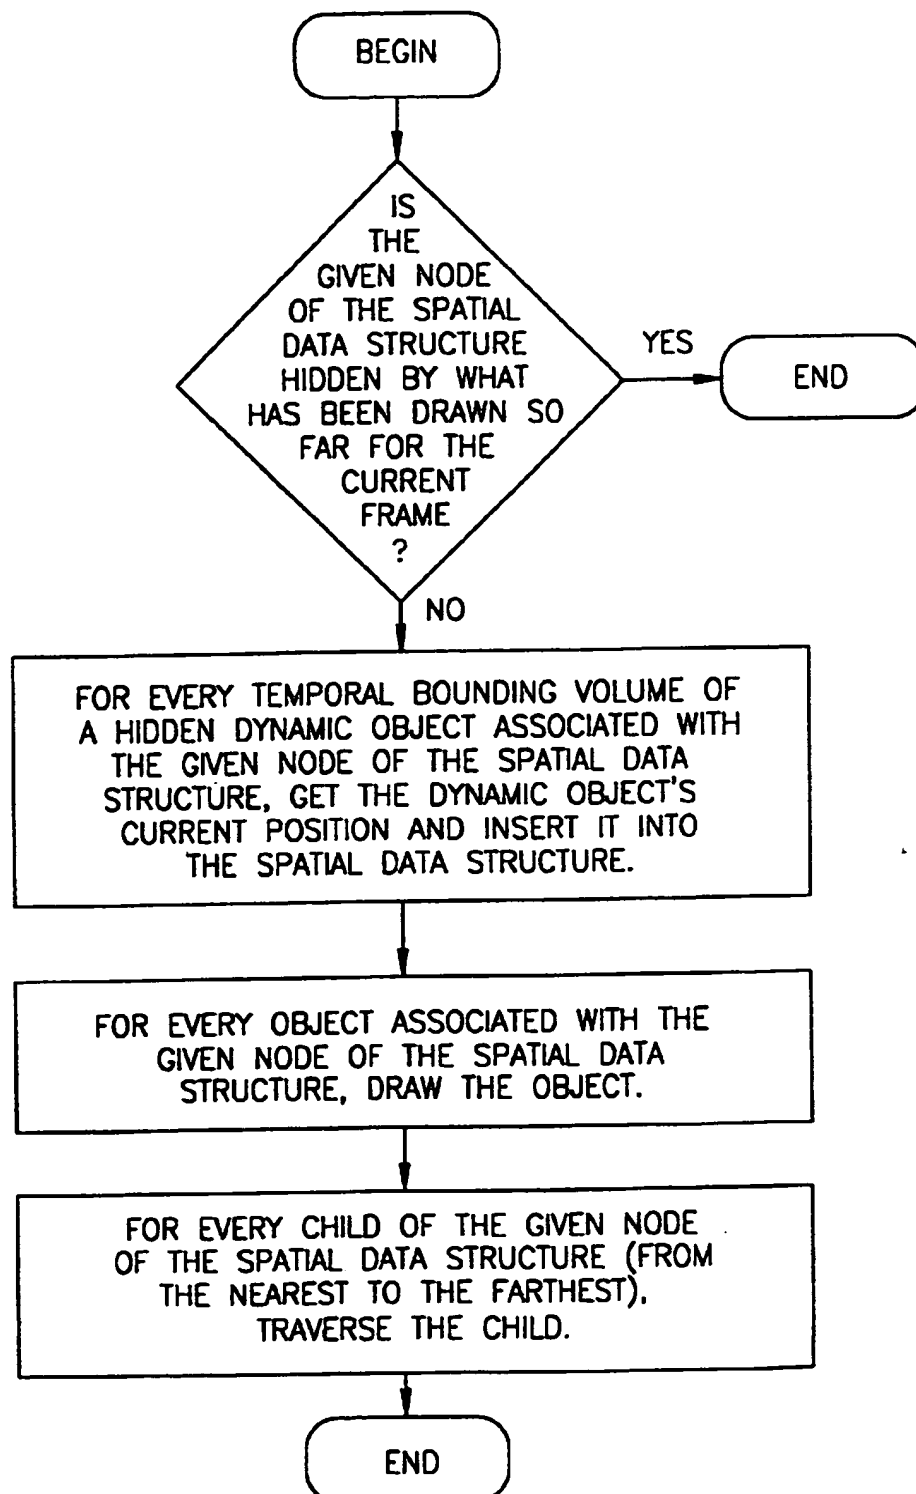 BEGIN
IS
THE
GIVEN NODE
OF THE SPATIAL
DATA STRUCTURE
HIDDEN BY WHAT
HAS BEEN DRAWN SO
FAR FOR THE
CURRENT
FRAME
?
YES
END
NO
FOR EVERY TEMPORAL BOUNDING VOLUME OF
A HIDDEN DYNAMIC OBJECT ASSOCIATED WITH
THE GIVEN NODE OF THE SPATIAL DATA
STRUCTURE, GET THE DYNAMIC OBJECT'S
CURRENT POSITION AND INSERT IT INTO
THE SPATIAL DATA STRUCTURE.
FOR EVERY OBJECT ASSOCIATED WITH THE
GIVEN NODE OF THE SPATIAL DATA
STRUCTURE, DRAW THE OBJECT.
FOR EVERY CHILD OF THE GIVEN NODE
OF THE SPATIAL DATA STRUCTURE (FROM
THE NEAREST TO THE FARTHEST),
TRAVERSE THE CHILD.
END